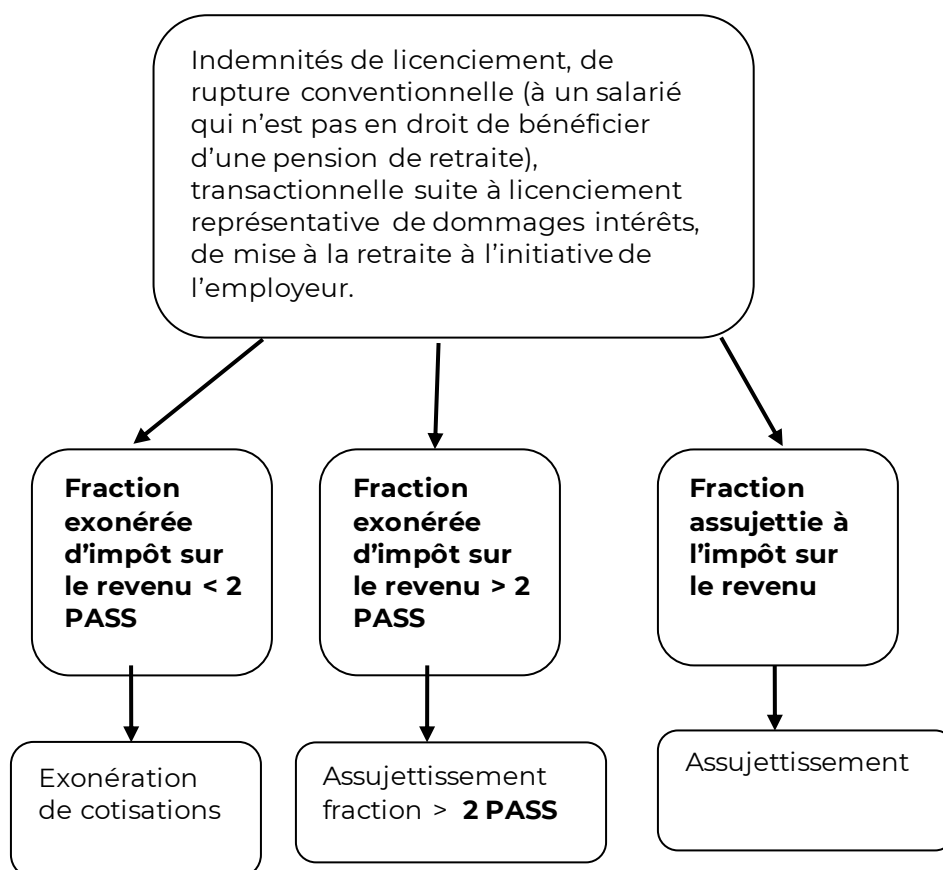 Indemnités de licenciement, de
rupture conventionnelle (à un salarié
qui n'est pas en droit de bénéficier
d'une pension de retraite),
transactionnelle suite à licenciement
représentative de dommages intérêts,
de mise à la retraite à l'initiative de
l'employeur.
Fraction
exonérée
d'impôt sur
le revenu < 2
PASS
Fraction
exonérée
d'impôt sur
le revenu > 2
PASS
Fraction
assujettie à
l'impôt sur
le revenu
Exonération
de cotisations
Assujettissement
fraction > 2 PASS
Assujettissement